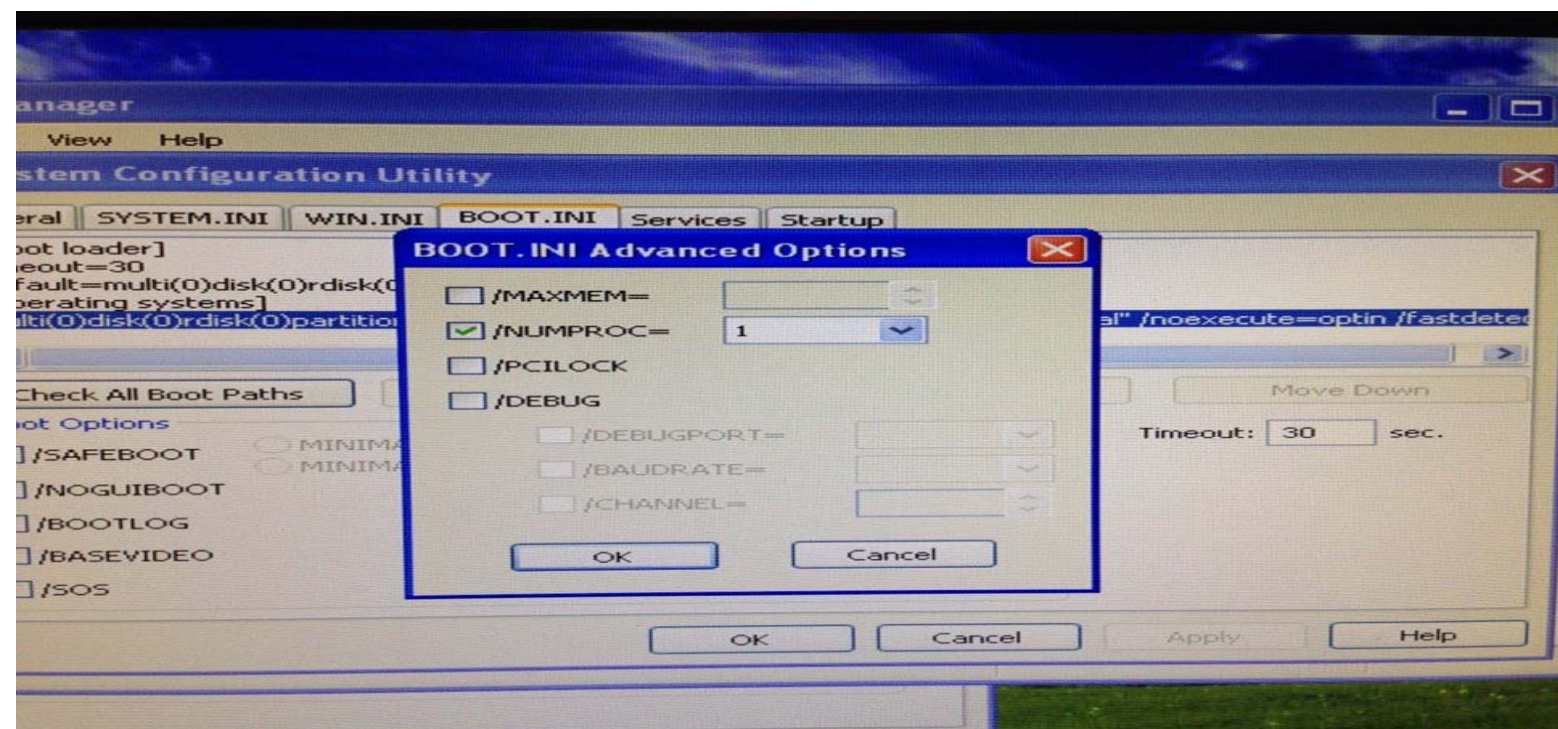 anager
View Help
stem Configuration Utility
eral SYSTEM.INI WIN.INI BOOT.INI Services Startup
oot loader]
eout=30
fault=multi(0)disk(0)rdisk(0
perating systems]
lti(0)disk(0)rdisk(0)partition al" /noexecute=optin /fastdetec
BOOT.INI Advanced Options
/MAXMEM=
/NUMPROC= 1
/PCILOCK
/DEBUG
/DEBUGPORT=
/BAUDRATE=
/CHANNEL=
OK Cancel
Check All Boot Paths Move Down
ot Options
/SAFEBOOT MINIMA
MINIMA
/NOGUIBOOT
/BOOTLOG
/BASEVIDEO
/SOS
Timeout: 30 sec.
OK Cancel Apply Help